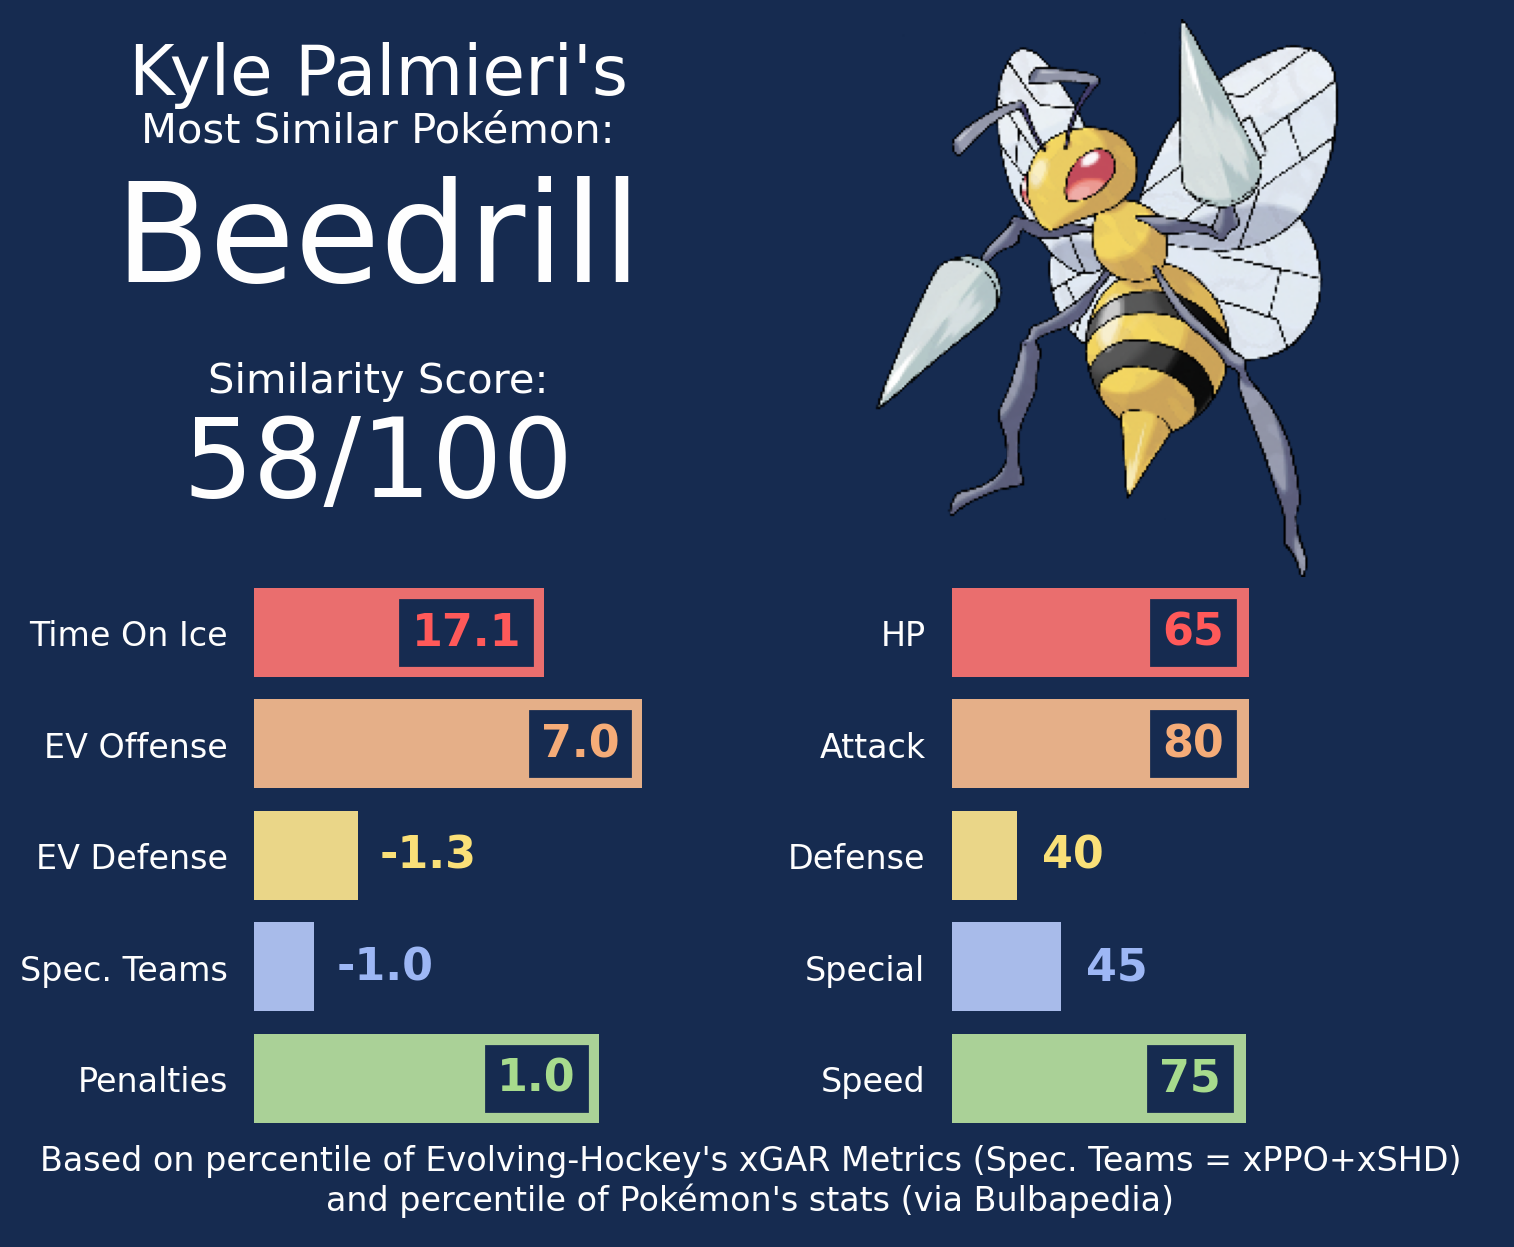 Kyle Palmieri's
Most Similar Pokémon:
Beedrill
Similarity Score:
58/100
Time On Ice 17.1
EV Offense 7.0
EV Defense -1.3
Spec. Teams -1.0
Penalties 1.0
HP 65
Attack 80
Defense 40
Special 45
Speed 75
Based on percentile of Evolving-Hockey's xGAR Metrics (Spec. Teams = xPPO+xSHD)
and percentile of Pokémon's stats (via Bulbapedia)